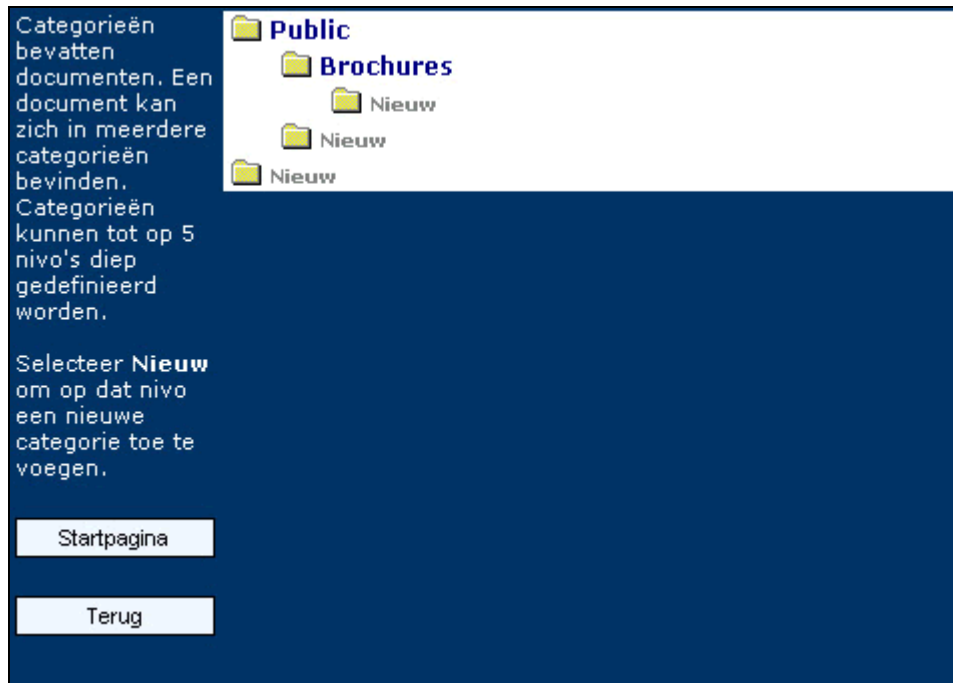 Categorieën
bevatten
documenten. Een
document kan
zich in meerdere
categorieën
bevinden.
Categorieën
kunnen tot op 5
nivo's diep
gedefinieerd
worden.
Selecteer Nieuw
om op dat nivo
een nieuwe
categorie toe te
voegen.
Startpagina
Terug
Public
Brochures
Nieuw
Nieuw
Nieuw